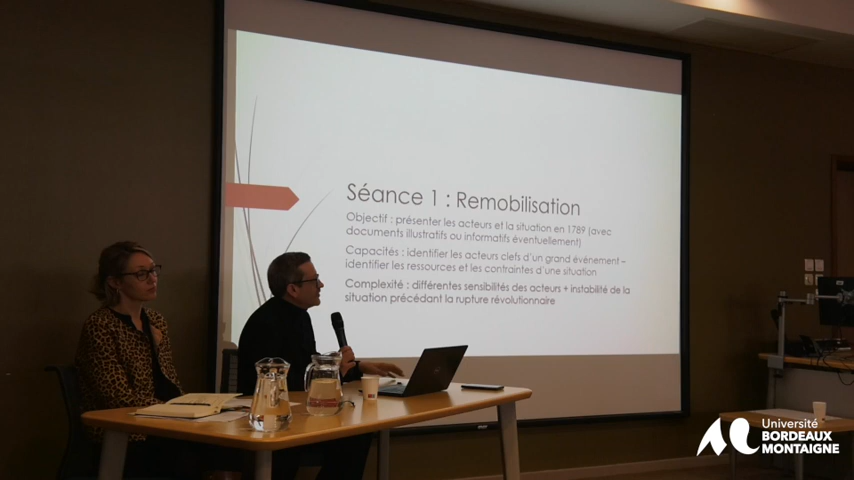 Séance 1 : Remobilisation
Objectif : présenter les acteurs et la situation en 1789 (avec
documents illustratifs ou informatifs éventuellement)
Capacités : identifier les acteurs clefs d'un grand événement –
identifier les ressources et les contraintes d'une situation
Complexité : différentes sensibilités des acteurs + instabilité de la
situation précédant la rupture révolutionnaire
Université
BORDEAUX
MONTAIGNE